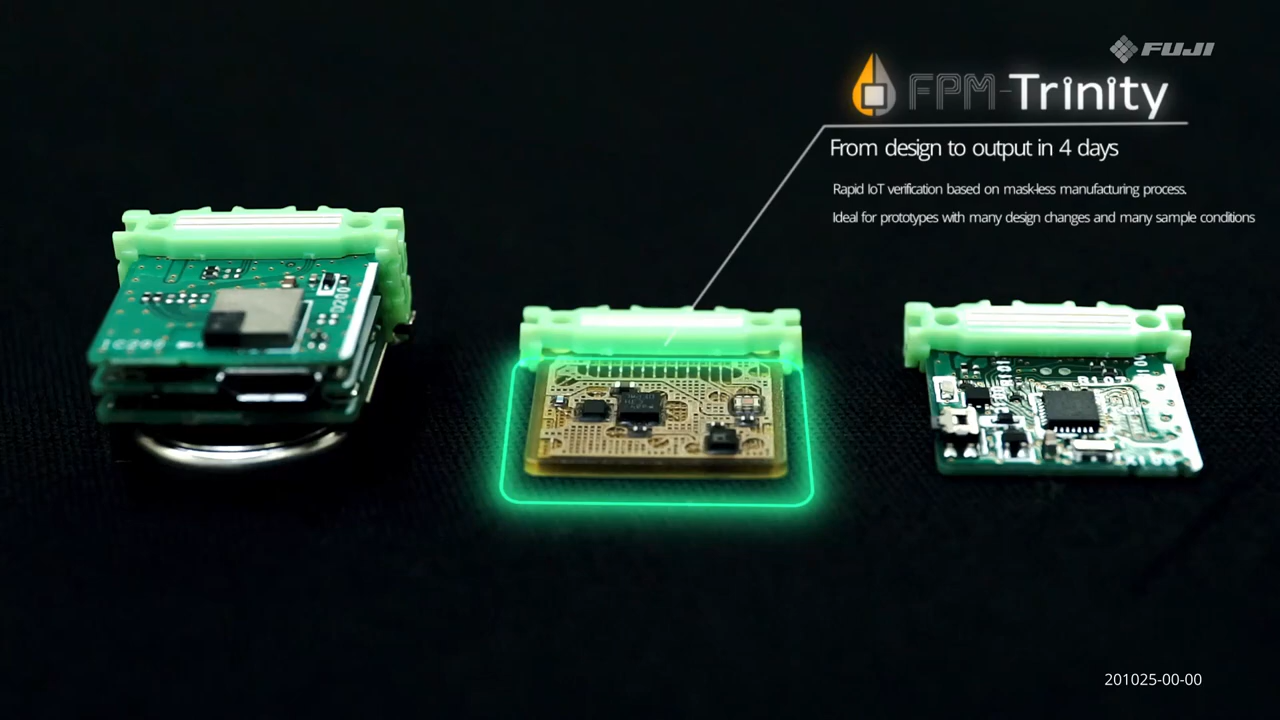 FUJI
FPM-Trinity
From design to output in 4 days
Rapid IoT verification based on mask-less manufacturing process.
Ideal for prototypes with many design changes and many sample conditions
D200
201025-00-00